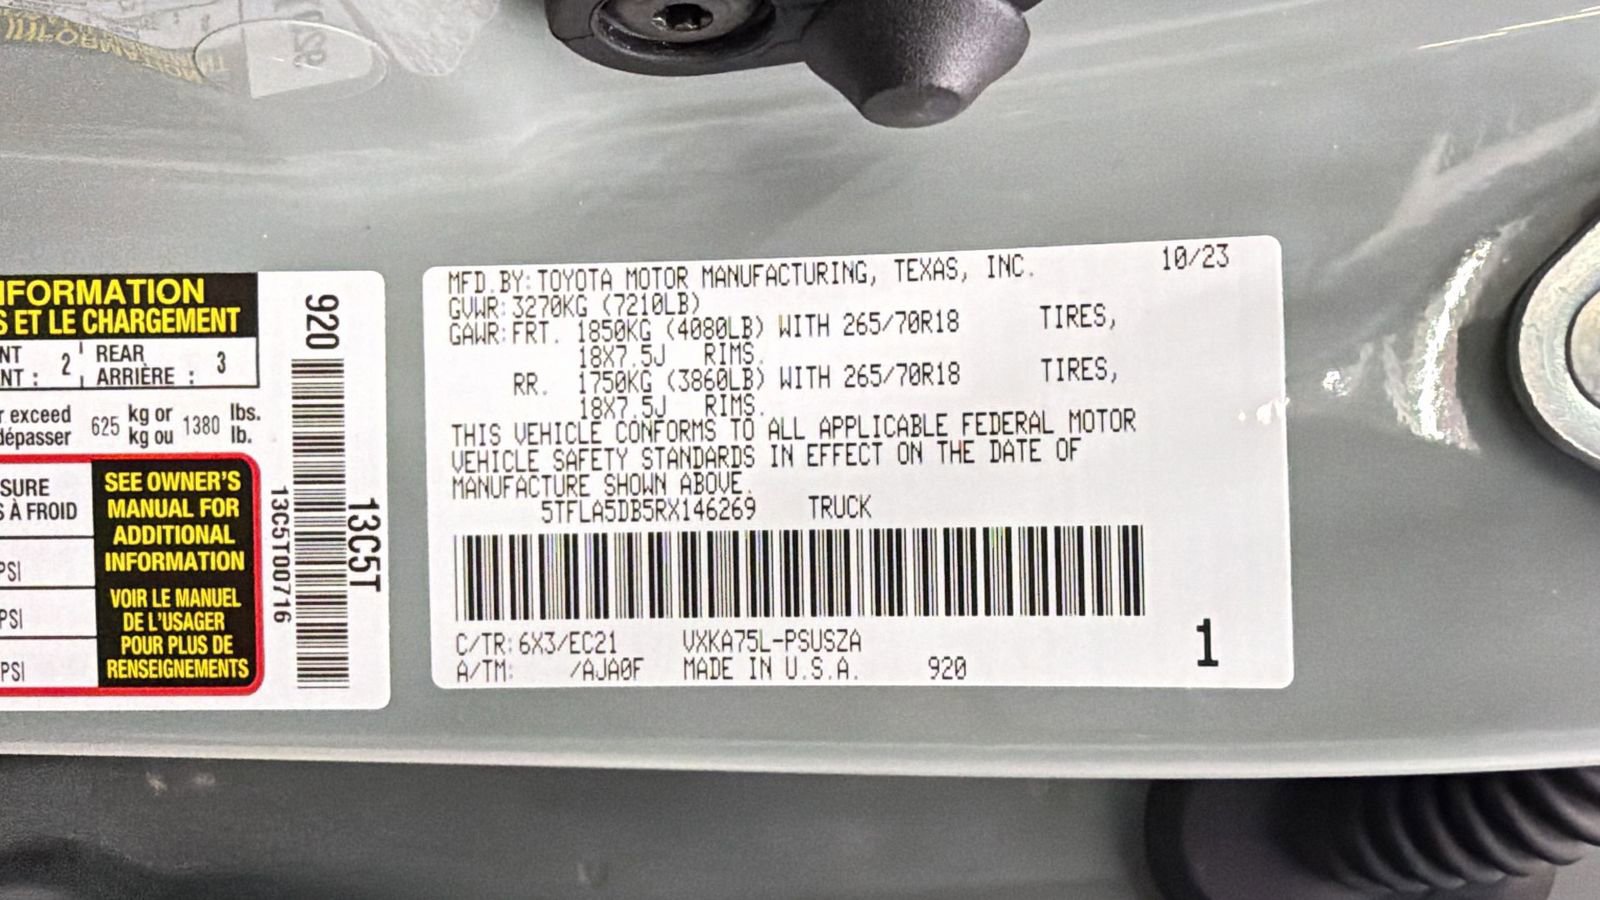 INFORMATION
NFORMATION
S ET LE CHARGEMENT
NT 2 REAR 3
NT : ARRIÈRE :
r exceed 625 kg or 1380 lbs.
dépasser kg ou lb.
SURE
S À FROID
PSI
PSI
PSI
SEE OWNER'S
MANUAL FOR
ADDITIONAL
INFORMATION
VOIR LE MANUEL
DE L'USAGER
POUR PLUS DE
RENSEIGNEMENTS
920
13C5T00716
13C5T
MFD.BY:TOYOTA MOTOR MANUFACTURING, TEXAS, INC. 10/23
GVWR:3270KG (7210LB)
GAWR:FRT. 1850KG (4080LB) WITH 265/70R18 TIRES,
18X7.5J RIMS.
RR. 1750KG (3860LB) WITH 265/70R18 TIRES,
18X7.5J RIMS.
THIS VEHICLE CONFORMS TO ALL APPLICABLE FEDERAL MOTOR
VEHICLE SAFETY STANDARDS IN EFFECT ON THE DATE OF
MANUFACTURE SHOWN ABOVE.
5TFLA5DB5RX146269 TRUCK
C/TR:6X3/EC21 VXKA75L-PSUSZA
A/TM: /AJA0F MADE IN U.S.A. 920
1